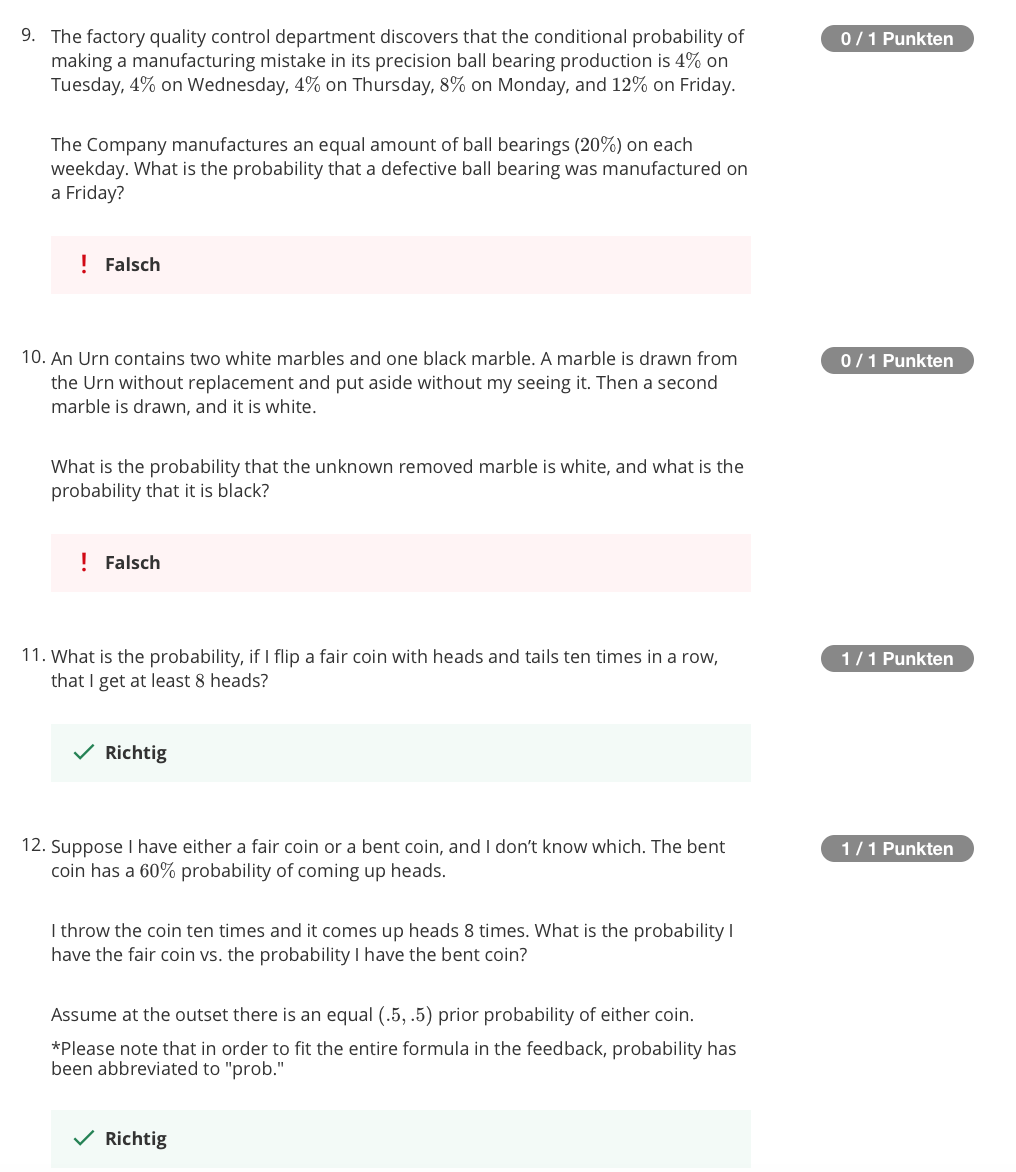 9. The factory quality control department discovers that the conditional probability of
0 / 1 Punkten
making a manufacturing mistake in its precision ball bearing production is 4% on
Tuesday, 4% on Wednesday, 4% on Thursday, 8% on Monday, and 12% on Friday.
The Company manufactures an equal amount of ball bearings (20%) on each
weekday. What is the probability that a defective ball bearing was manufactured on
a Friday?
! Falsch
10. An Urn contains two white marbles and one black marble. A marble is drawn from
0 / 1 Punkten
the Urn without replacement and put aside without my seeing it. Then a second
marble is drawn, and it is white.
What is the probability that the unknown removed marble is white, and what is the
probability that it is black?
! Falsch
11. What is the probability, if I flip a fair coin with heads and tails ten times in a row,
1 / 1 Punkten
that I get at least 8 heads?
Richtig
12. Suppose I have either a fair coin or a bent coin, and I don’t know which. The bent
1 / 1 Punkten
coin has a 60% probability of coming up heads.
I throw the coin ten times and it comes up heads 8 times. What is the probability I
have the fair coin vs. the probability I have the bent coin?
Assume at the outset there is an equal (.5, .5) prior probability of either coin.
*Please note that in order to fit the entire formula in the feedback, probability has
been abbreviated to "prob."
Richtig